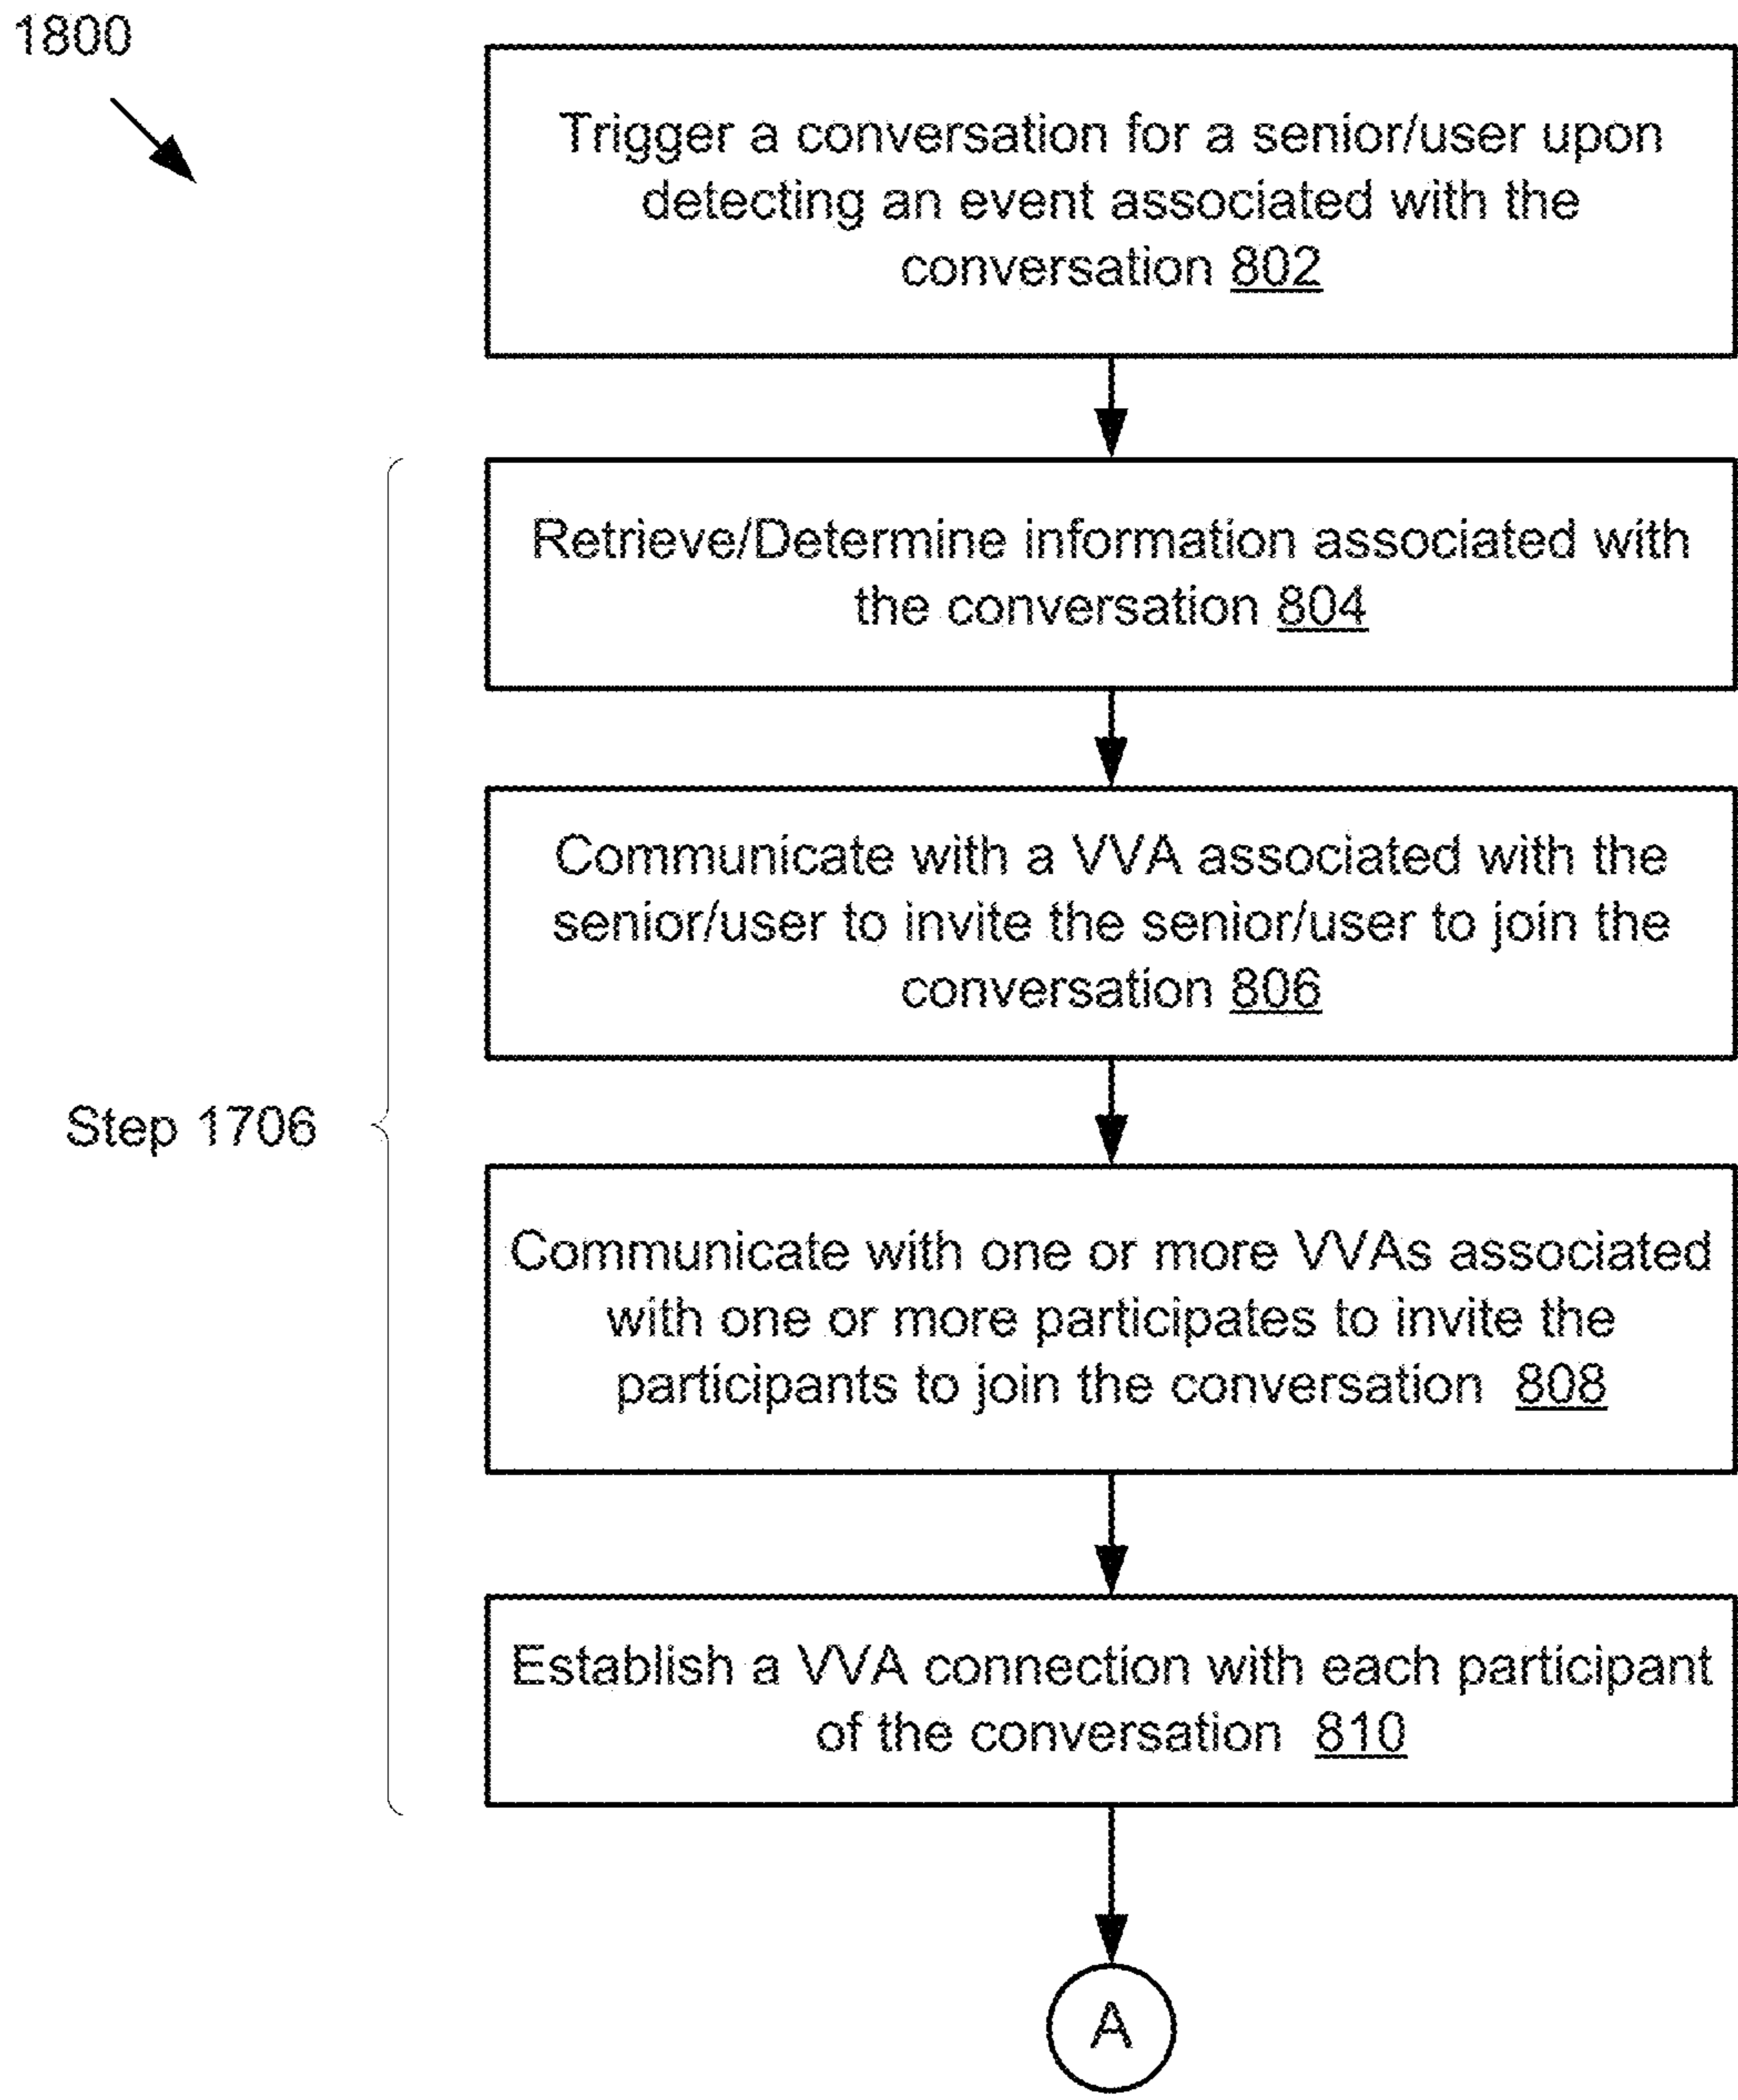 1800
Trigger a conversation for a senior/user upon
detecting an event associated with the
conversation 802
Retrieve/Determine information associated with
the conversation 804
Communicate with a VVA associated with the
senior/user to invite the senior/user to join the
conversation 806
Step 1706
Communicate with one or more VVAs associated
with one or more participates to invite the
participants to join the conversation 808
Establish a VVA connection with each participant
of the conversation 810
A